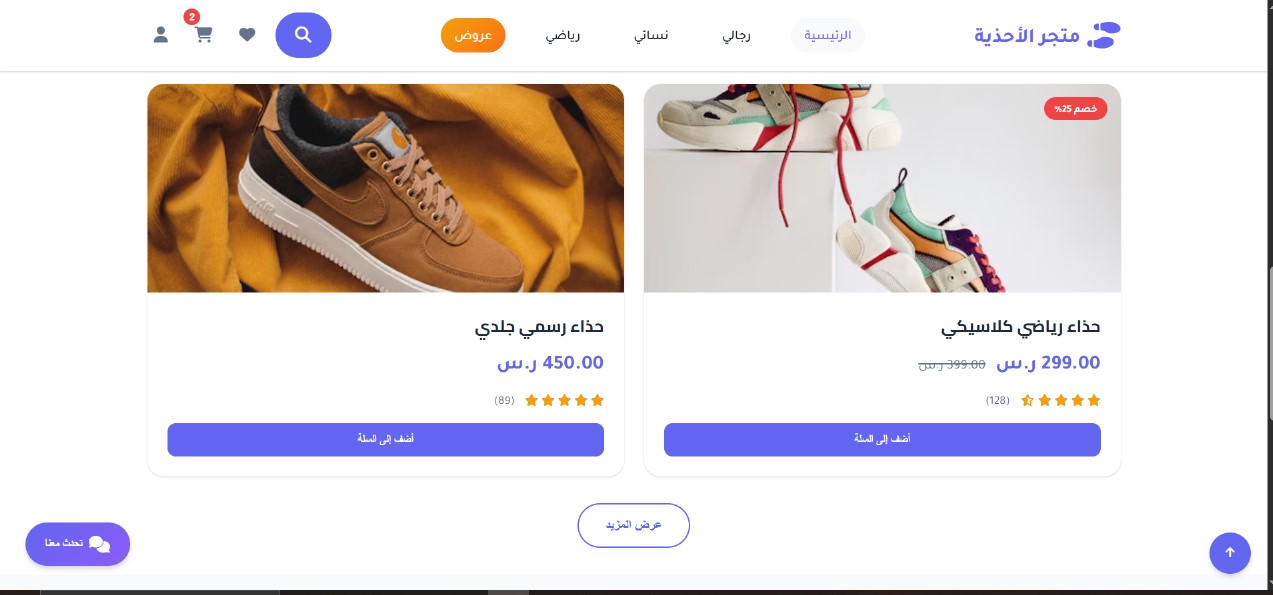 متجر الأحذية
الرئيسية
رجالي
نسائي
رياضي
عروض
2
خصم 25%
حذاء رياضي كلاسيكي
299.00 ر.س 399.00 ر.س
(128)
أضف إلى السلة
حذاء رسمي جلدي
450.00 ر.س
(89)
أضف إلى السلة
عرض المزيد
تحدث معنا